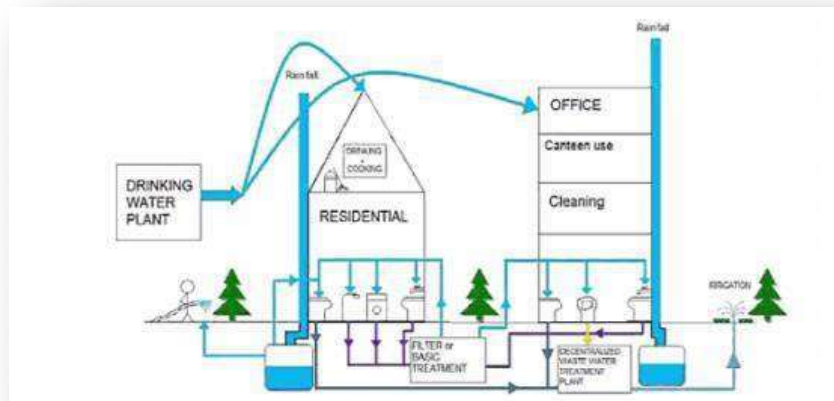 Rainfall
Rainfall
OFFICE
DRINKING
+
COOKING
Canteen use
DRINKING
WATER
PLANT
RESIDENTIAL
Cleaning
IRRIGATION
FILTER or
BASIC
TREATMENT
DECENTRALIZED
WASTE WATER
TREATMENT
PLANT